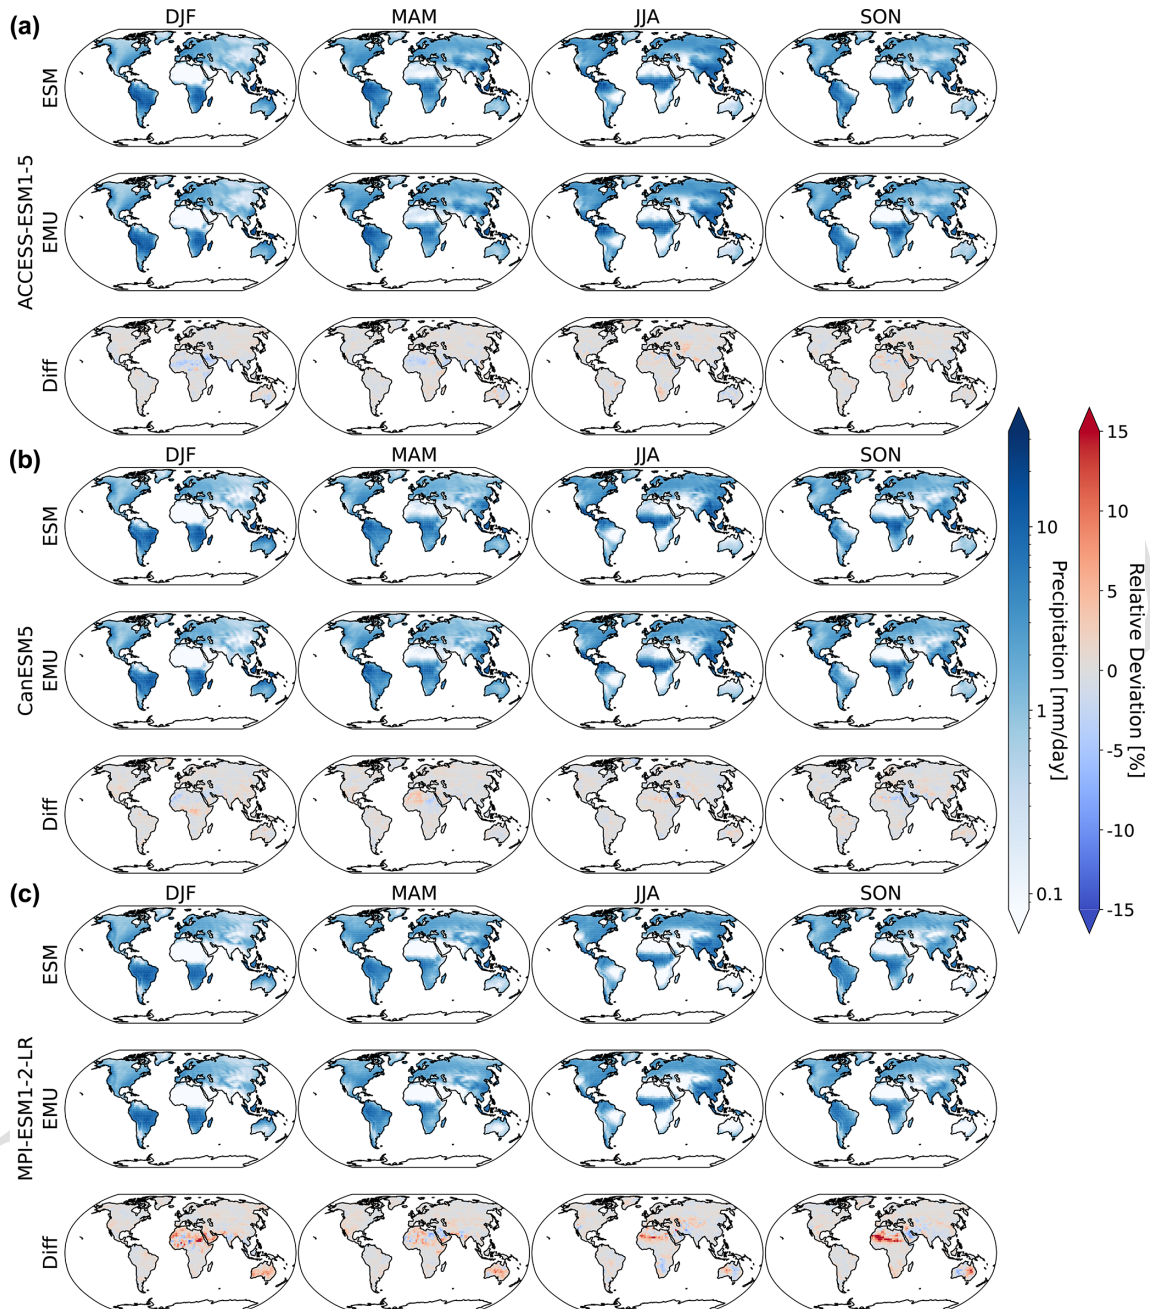 (a)
DJF MAM JJA SON
ACCESS-ESM1-5
ESM
EMU
Diff
(b)
DJF MAM JJA SON
CanESM5
ESM
EMU
Diff
10
1
0.1
Precipitation [mm/day]
15
10
5
0
-5
-10
-15
Relative Deviation [%]
(c)
DJF MAM JJA SON
MPI-ESM1-2-LR
ESM
EMU
Diff